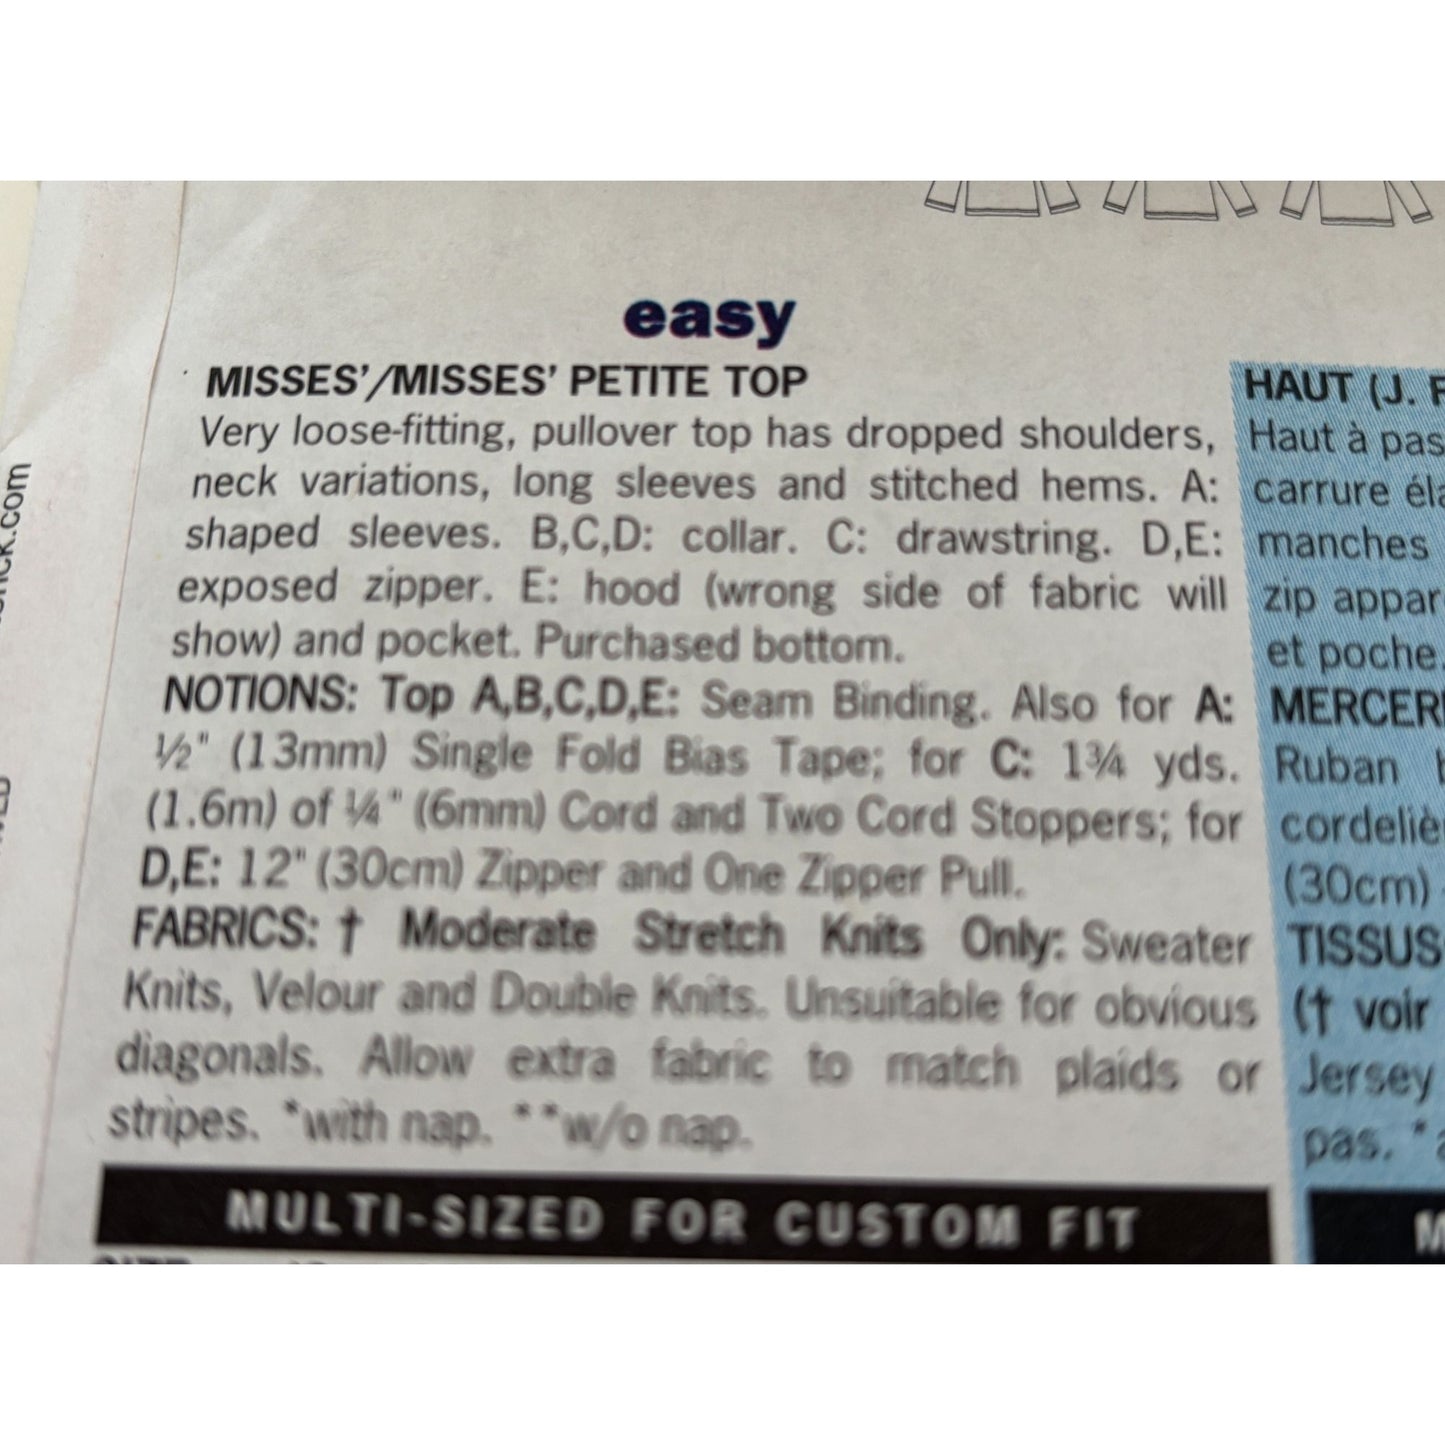 easy
MISSES'/MISSES' PETITE TOP
Very loose-fitting, pullover top has dropped shoulders,
neck variations, long sleeves and stitched hems. A:
shaped sleeves. B,C,D: collar. C: drawstring. D,E:
exposed zipper. E: hood (wrong side of fabric will
show) and pocket. Purchased bottom.
NOTIONS: Top A,B,C,D,E: Seam Binding. Also for A:
½" (13mm) Single Fold Bias Tape; for C: 1¾ yds.
(1.6m) of ¼" (6mm) Cord and Two Cord Stoppers; for
D,E: 12" (30cm) Zipper and One Zipper Pull.
FABRICS: † Moderate Stretch Knits Only: Sweater
Knits, Velour and Double Knits. Unsuitable for obvious
diagonals. Allow extra fabric to match plaids or
stripes. *with nap. **w/o nap.
MULTI-SIZED FOR CUSTOM FIT
HAUT (J.
Haut à pas
carrure
manches
zip
et poche.
Ruban
(30cm)
TISSUS
(† voir
Jersey
pas.
.com